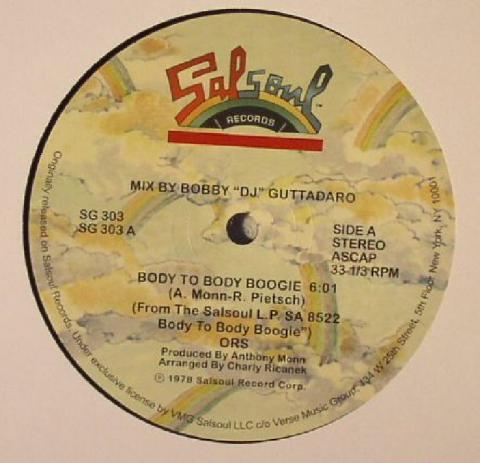 Salsoul
RECORDS
MIX BY BOBBY "DJ" GUTTADARO
SG 303
SG 303 A
SIDE A
STEREO
ASCAP
33-1/3 RPM
BODY TO BODY BOOGIE 6:01
(A. Monn-R. Pietsch)
(From The Salsoul L.P. SA 8522
Body To Body Boogie")
ORS
Produced By Anthony Monn
Arranged By Charly Ricanek
℗ 1978 Salsoul Record Corp.
Originally released on Salsoul Records, Under exclusive license by VMG Salsoul LLC c/o Verse Music Group, 434 W 25th Street, 5th Floor New York, NY 10001